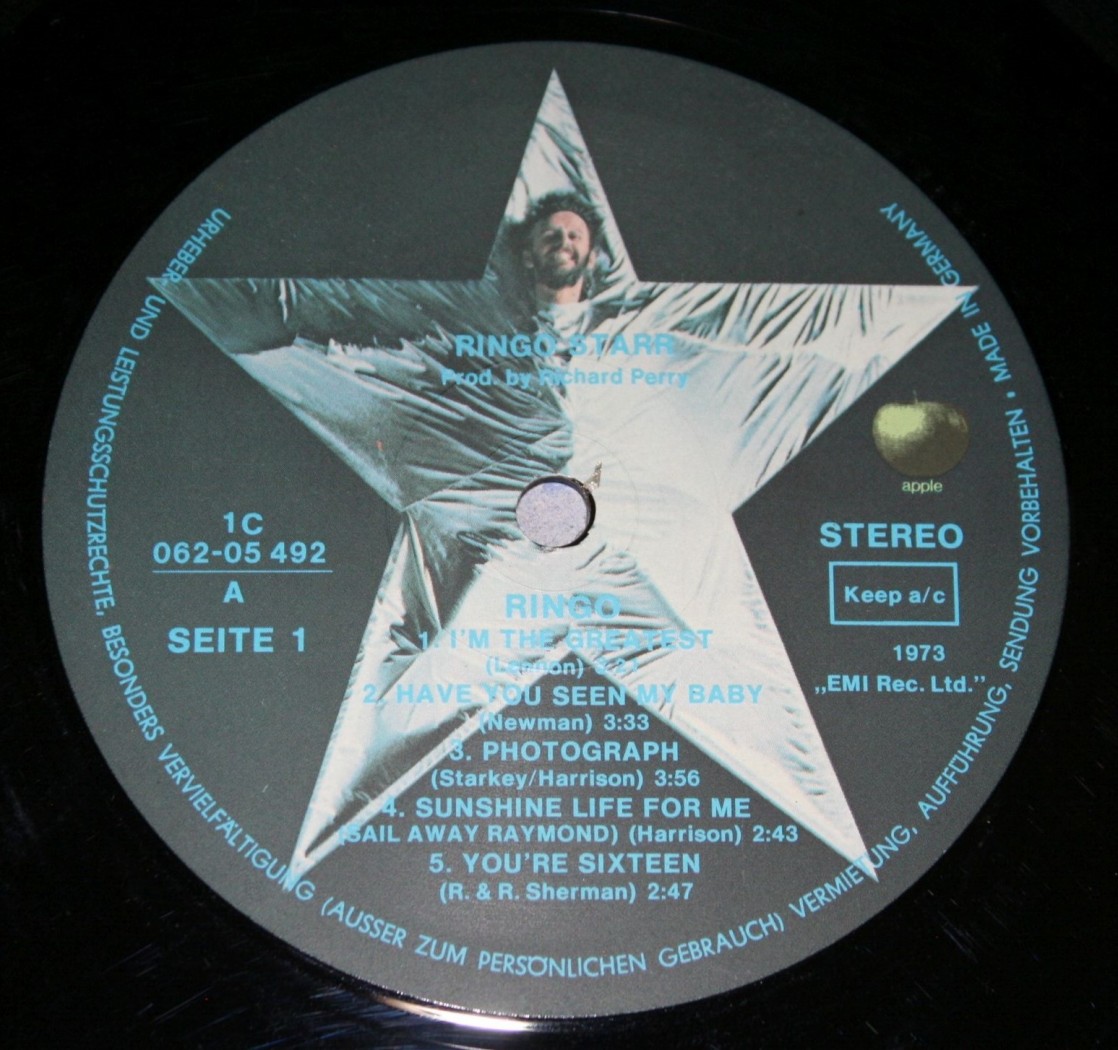 RINGO STARR
Prod. by Richard Perry
apple
1C
062-05 492
A
SEITE 1
STEREO
Keep a/c
1973
„EMI Rec. Ltd.”
RINGO
1. I'M THE GREATEST
(Lennon) 3:21
2. HAVE YOU SEEN MY BABY
(Newman) 3:33
3. PHOTOGRAPH
(Starkey/Harrison) 3:56
4. SUNSHINE LIFE FOR ME
(SAIL AWAY RAYMOND) (Harrison) 2:43
5. YOU'RE SIXTEEN
(R. & R. Sherman) 2:47
URHEBER UND LEISTUNGSSCHUTZRECHTE, BESONDERS VERVIELFÄLTIGUNG (AUSSER ZUM PERSÖNLICHEN GEBRAUCH) VERMIETUNG, AUFFÜHRUNG, SENDUNG VORBEHALTEN • MADE IN GERMANY